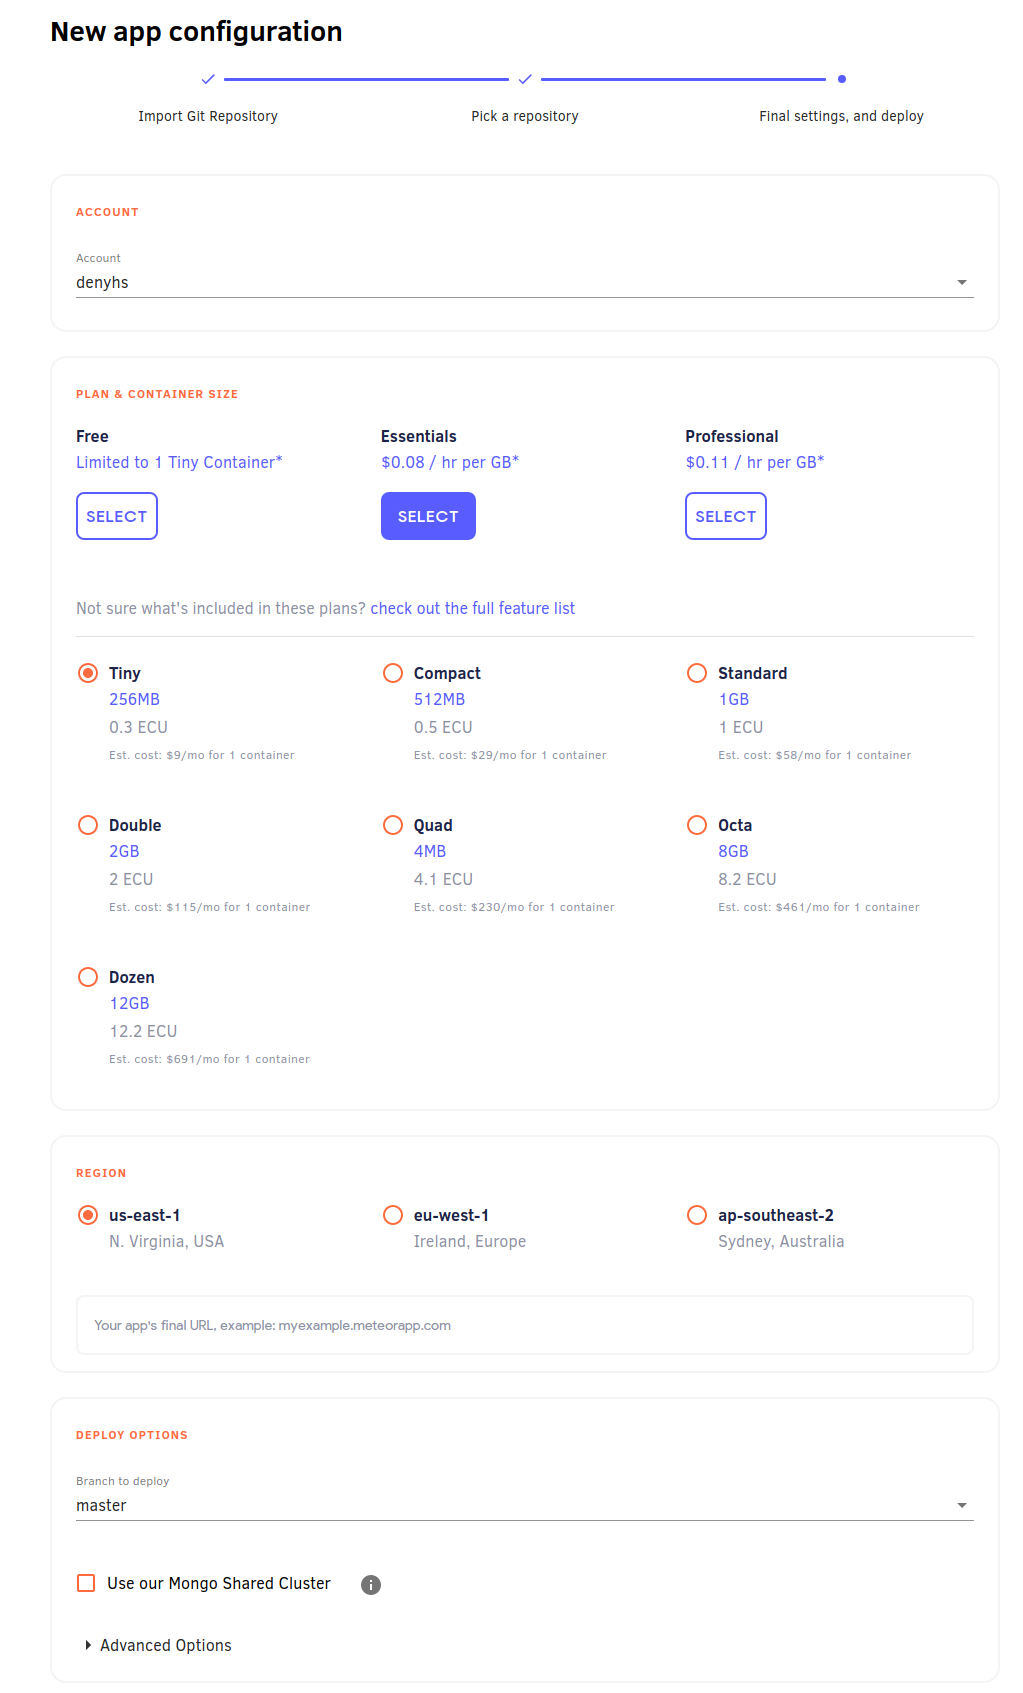 New app configuration
Import Git Repository
Pick a repository
Final settings, and deploy
ACCOUNT
Account
denyhs
PLAN & CONTAINER SIZE
Free
Limited to 1 Tiny Container*
SELECT
Essentials
$0.08 / hr per GB*
SELECT
Professional
$0.11 / hr per GB*
SELECT
Not sure what's included in these plans? check out the full feature list
Tiny
256MB
0.3 ECU
Est. cost: $9/mo for 1 container
Compact
512MB
0.5 ECU
Est. cost: $29/mo for 1 container
Standard
1GB
1 ECU
Est. cost: $58/mo for 1 container
Double
2GB
2 ECU
Est. cost: $115/mo for 1 container
Quad
4MB
4.1 ECU
Est. cost: $230/mo for 1 container
Octa
8GB
8.2 ECU
Est. cost: $461/mo for 1 container
Dozen
12GB
12.2 ECU
Est. cost: $691/mo for 1 container
REGION
us-east-1
N. Virginia, USA
eu-west-1
Ireland, Europe
ap-southeast-2
Sydney, Australia
Your app's final URL, example: myexample.meteorapp.com
DEPLOY OPTIONS
Branch to deploy
master
Use our Mongo Shared Cluster
Advanced Options